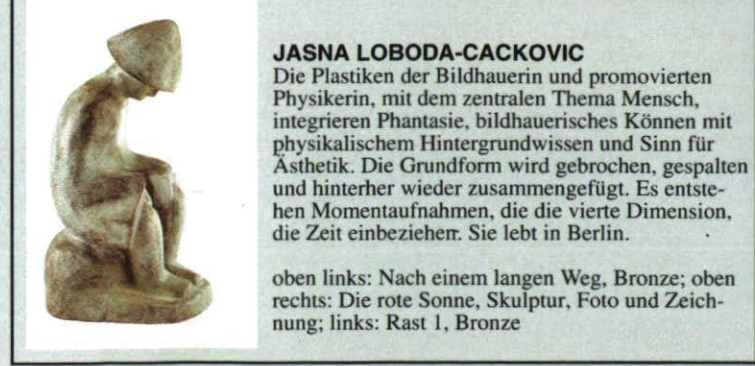 JASNA LOBODA-CACKOVIC
Die Plastiken der Bildhauerin und promovierten
Physikerin, mit dem zentralen Thema Mensch,
integrieren Phantasie, bildhauerisches Können mit
physikalischem Hintergrundwissen und Sinn für
Ästhetik. Die Grundform wird gebrochen, gespalten
und hinterher wieder zusammengefügt. Es entste-
hen Momentaufnahmen, die die vierte Dimension,
die Zeit einbeziehen. Sie lebt in Berlin.
oben links: Nach einem langen Weg, Bronze; oben
rechts: Die rote Sonne, Skulptur, Foto und Zeich-
nung; links: Rast 1, Bronze